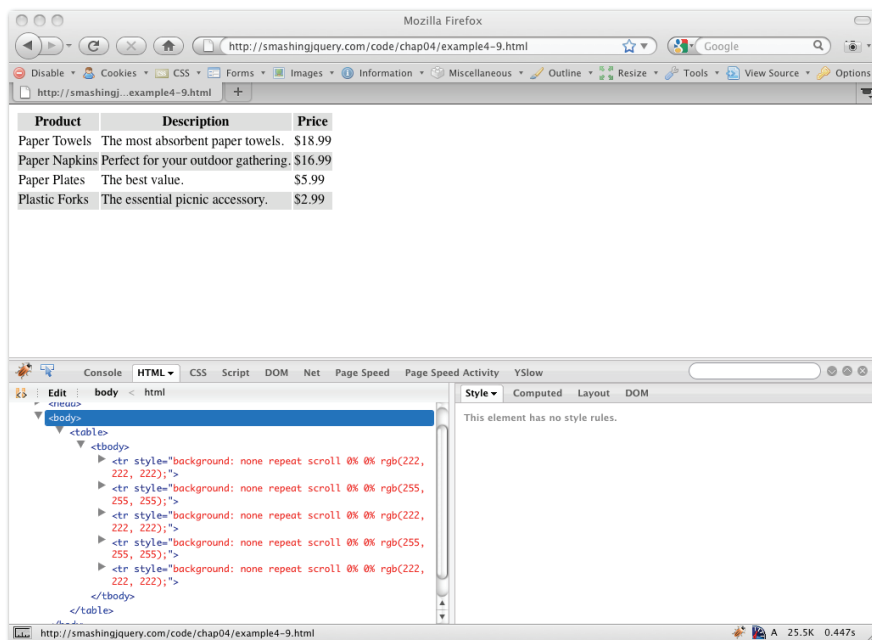 Mozilla Firefox
http://smashingjquery.com/code/chap04/example4-9.html
Google
Disable Cookies CSS Forms Images Information Miscellaneous Outline Resize Tools View Source Options
http://smashingj...example4-9.html +
Product Description Price
Paper Towels The most absorbent paper towels. $18.99
Paper Napkins Perfect for your outdoor gathering. $16.99
Paper Plates The best value. $5.99
Plastic Forks The essential picnic accessory. $2.99
Console HTML CSS Script DOM Net Page Speed Page Speed Activity YSlow
Edit body < html
Style Computed Layout DOM
<head>
This element has no style rules.
<body>
<table>
<tbody>
<tr style="background: none repeat scroll 0% 0% rgb(222,
222, 222);">
<tr style="background: none repeat scroll 0% 0% rgb(255,
255, 255);">
<tr style="background: none repeat scroll 0% 0% rgb(222,
222, 222);">
<tr style="background: none repeat scroll 0% 0% rgb(255,
255, 255);">
<tr style="background: none repeat scroll 0% 0% rgb(222,
222, 222);">
</tbody>
</table>
</body>
http://smashingjquery.com/code/chap04/example4-9.html
A 25.5K 0.447s